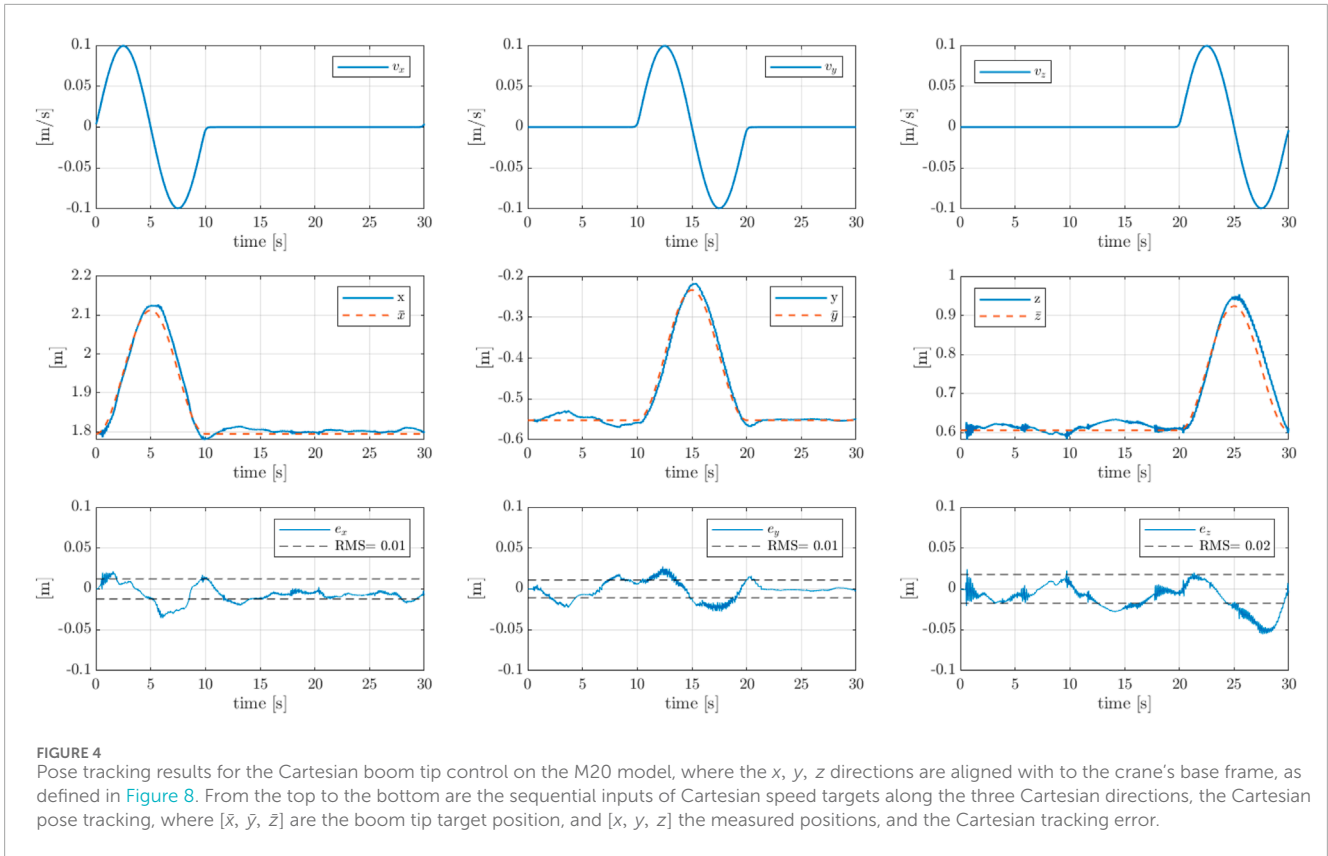 0.1
0.05
0
-0.05
-0.1
[m/s]
v_x
0 5 10 15 20 25 30
time [s]
0.1
0.05
0
-0.05
-0.1
[m/s]
v_y
0 5 10 15 20 25 30
time [s]
0.1
0.05
0
-0.05
-0.1
[m/s]
v_z
0 5 10 15 20 25 30
time [s]
2.2
2.1
2
1.9
1.8
[m]
x
x̄
0 5 10 15 20 25 30
time [s]
-0.2
-0.3
-0.4
-0.5
-0.6
[m]
y
ȳ
0 5 10 15 20 25 30
time [s]
1
0.9
0.8
0.7
0.6
[m]
z
z̄
0 5 10 15 20 25 30
time [s]
0.1
0.05
0
-0.05
-0.1
[m]
e_x
RMS= 0.01
0 5 10 15 20 25 30
time [s]
0.1
0.05
0
-0.05
-0.1
[m]
e_y
RMS= 0.01
0 5 10 15 20 25 30
time [s]
0.1
0.05
0
-0.05
-0.1
[m]
e_z
RMS= 0.02
0 5 10 15 20 25 30
time [s]
FIGURE 4
Pose tracking results for the Cartesian boom tip control on the M20 model, where the x, y, z directions are aligned with to the crane's base frame, as
defined in Figure 8. From the top to the bottom are the sequential inputs of Cartesian speed targets along the three Cartesian directions, the Cartesian
pose tracking, where [x̄, ȳ, z̄] are the boom tip target position, and [x, y, z] the measured positions, and the Cartesian tracking error.